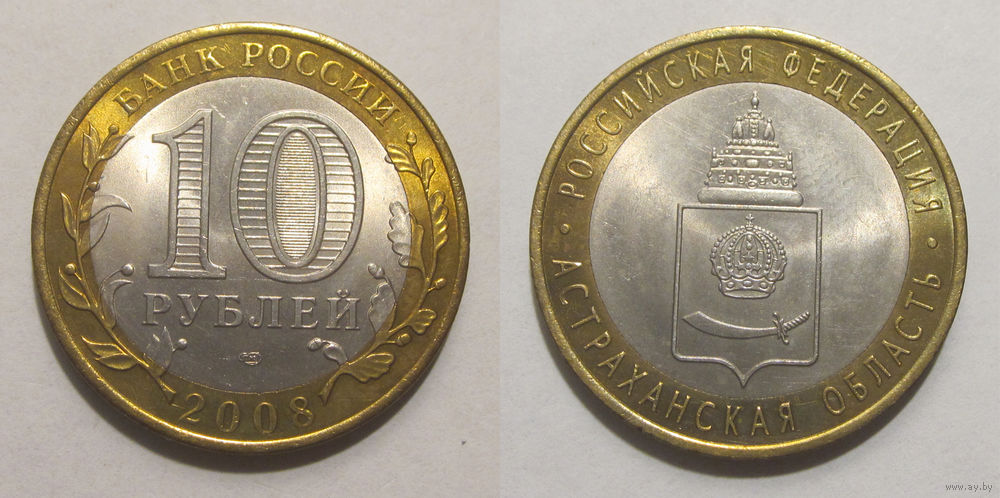 БАНК РОССИИ
10
РУБЛЕЙ
2008
РОССИЙСКАЯ ФЕДЕРАЦИЯ
АСТРАХАНСКАЯ ОБЛАСТЬ
© www.ay.by